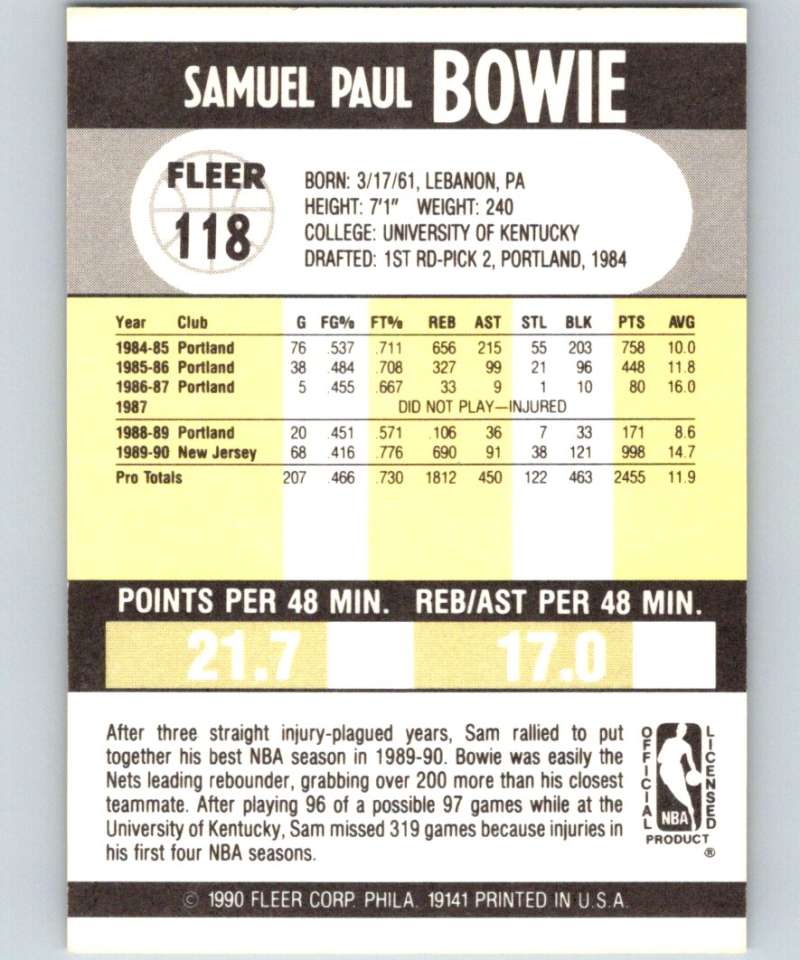 SAMUEL PAUL BOWIE
FLEER
118
BORN: 3/17/61, LEBANON, PA
HEIGHT: 7'1" WEIGHT: 240
COLLEGE: UNIVERSITY OF KENTUCKY
DRAFTED: 1ST RD-PICK 2, PORTLAND, 1984
Year Club G FG% FT% REB AST STL BLK PTS AVG
1984-85 Portland 76 .537 .711 656 215 55 203 758 10.0
1985-86 Portland 38 .484 .708 327 99 21 96 448 11.8
1986-87 Portland 5 .455 .667 33 9 1 10 80 16.0
1987 DID NOT PLAY—INJURED
1988-89 Portland 20 .451 .571 .106 36 7 33 171 8.6
1989-90 New Jersey 68 .416 .776 690 91 38 121 998 14.7
Pro Totals 207 .466 .730 1812 450 122 463 2455 11.9
POINTS PER 48 MIN. REB/AST PER 48 MIN.
21.7 17.0
After three straight injury-plagued years, Sam rallied to put
together his best NBA season in 1989-90. Bowie was easily the
Nets leading rebounder, grabbing over 200 more than his closest
teammate. After playing 96 of a possible 97 games while at the
University of Kentucky, Sam missed 319 games because injuries in
his first four NBA seasons.
OFFICIAL
LICENSED
NBA
PRODUCT
®
© 1990 FLEER CORP. PHILA. 19141 PRINTED IN U.S.A.